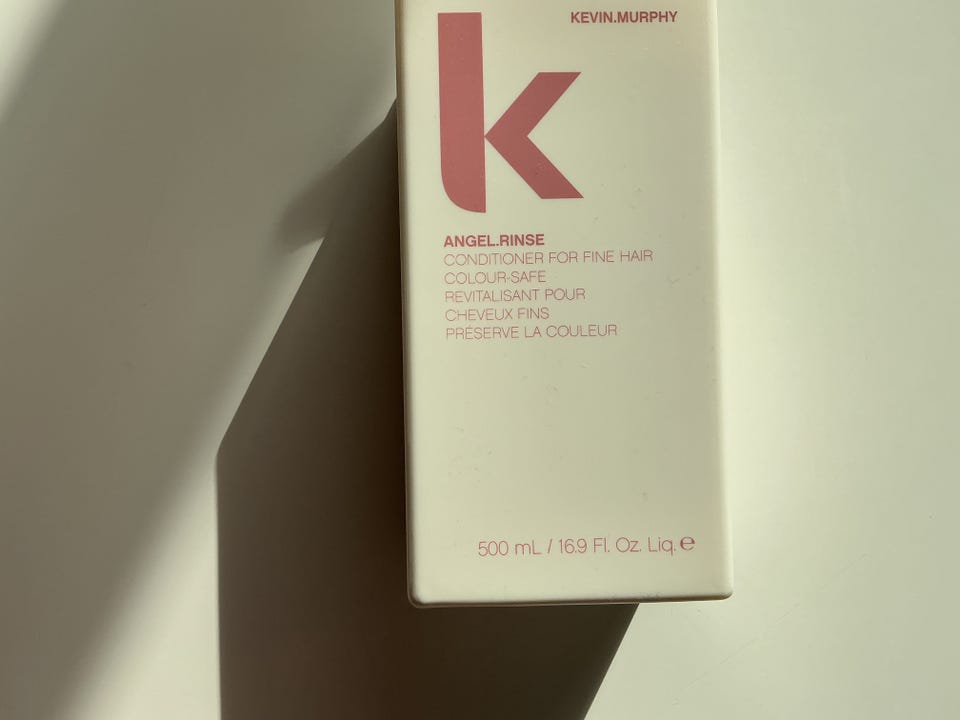 KEVIN.MURPHY
k
ANGEL.RINSE
CONDITIONER FOR FINE HAIR
COLOUR-SAFE
REVITALISANT POUR
CHEVEUX FINS
PRÉSERVE LA COULEUR
500 mL / 16.9 Fl. Oz. Liq. ℮